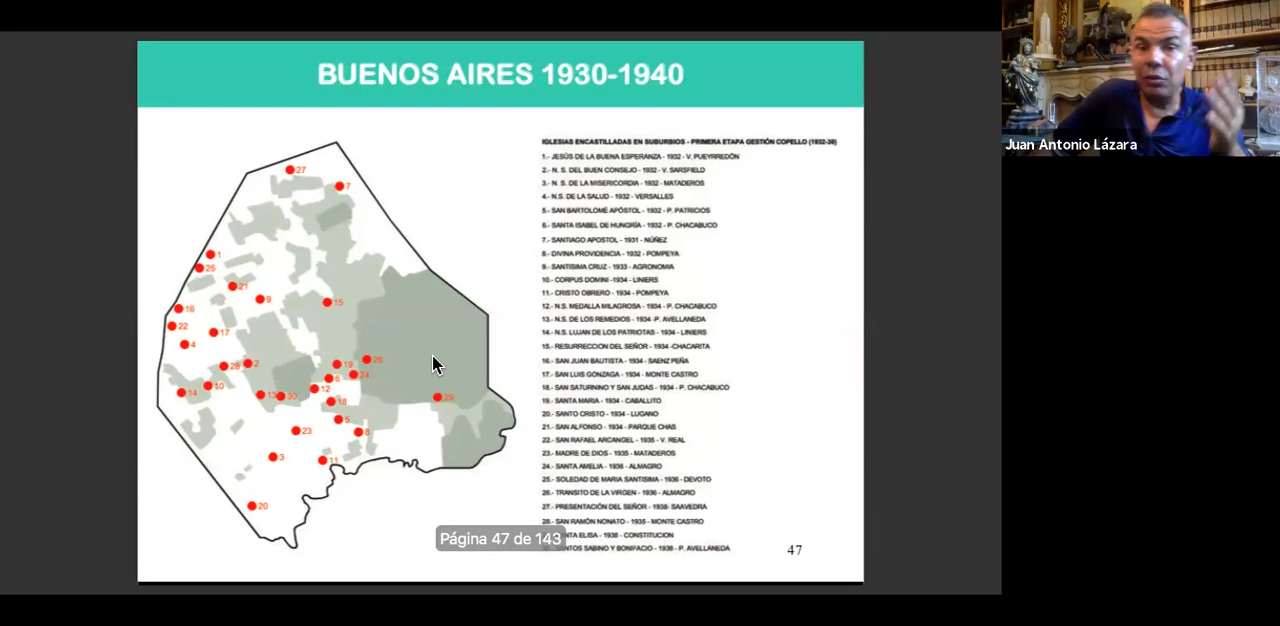 BUENOS AIRES 1930-1940
Juan Antonio Lázara
IGLESIAS ENCASTILLADAS EN SUBURBIOS - PRIMERA ETAPA GESTIÓN COPELLO (1932-39)
1.- JESÚS DE LA BUENA ESPERANZA - 1932 - V. PUEYRREDÓN
2.- N. S. DEL BUEN CONSEJO - 1932 - V. SARSFIELD
3.- N. S. DE LA MISERICORDIA - 1932 - MATADEROS
4.- N.S. DE LA SALUD - 1932 - VERSALLES
5.- SAN BARTOLOMÉ APÓSTOL - 1932 - P. PATRICIOS
6.- SANTA ISABEL DE HUNGRÍA - 1932 - P. CHACABUCO
7.- SANTIAGO APOSTOL - 1931 - NÚÑEZ
8.- DIVINA PROVIDENCIA - 1932 - POMPEYA
9.- SANTISIMA CRUZ - 1933 - AGRONOMIA
10.- CORPUS DOMINI -1934 - LINIERS
11.- CRISTO OBRERO - 1934 - POMPEYA
12.- N.S. MEDALLA MILAGROSA - 1934 - P. CHACABUCO
13.- N.S. DE LOS REMEDIOS - 1934 -P. AVELLANEDA
14.- N.S. LUJAN DE LOS PATRIOTAS - 1934 - LINIERS
15.- RESURRECCION DEL SEÑOR - 1934 -CHACARITA
16.- SAN JUAN BAUTISTA - 1934 - SAENZ PEÑA
17.- SAN LUIS GONZAGA - 1934 - MONTE CASTRO
18.- SAN SATURNINO Y SAN JUDAS - 1934 - P. CHACABUCO
19.- SANTA MARIA - 1934 - CABALLITO
20.- SANTO CRISTO - 1934 - LUGANO
21.- SAN ALFONSO - 1934 - PARQUE CHAS
22.- SAN RAFAEL ARCANGEL - 1935 - V. REAL
23.- MADRE DE DIOS - 1935 - MATADEROS
24.- SANTA AMELIA - 1936 - ALMAGRO
25.- SOLEDAD DE MARIA SANTISIMA - 1936 - DEVOTO
26.- TRANSITO DE LA VIRGEN - 1936 - ALMAGRO
27.- PRESENTACIÓN DEL SEÑOR - 1938- SAAVEDRA
28.- SAN RAMÓN NONATO - 1935 - MONTE CASTRO
NTA ELISA - 1938 - CONSTITUCION
NTOS SABINO Y BONIFACIO - 1938 - P. AVELLANEDA
27
7
1
25
21
9
15
16
22
17
4
28
2
19
26
24
6
10
12
14
13
30
18
29
5
23
8
3
11
20
Página 47 de 143
47